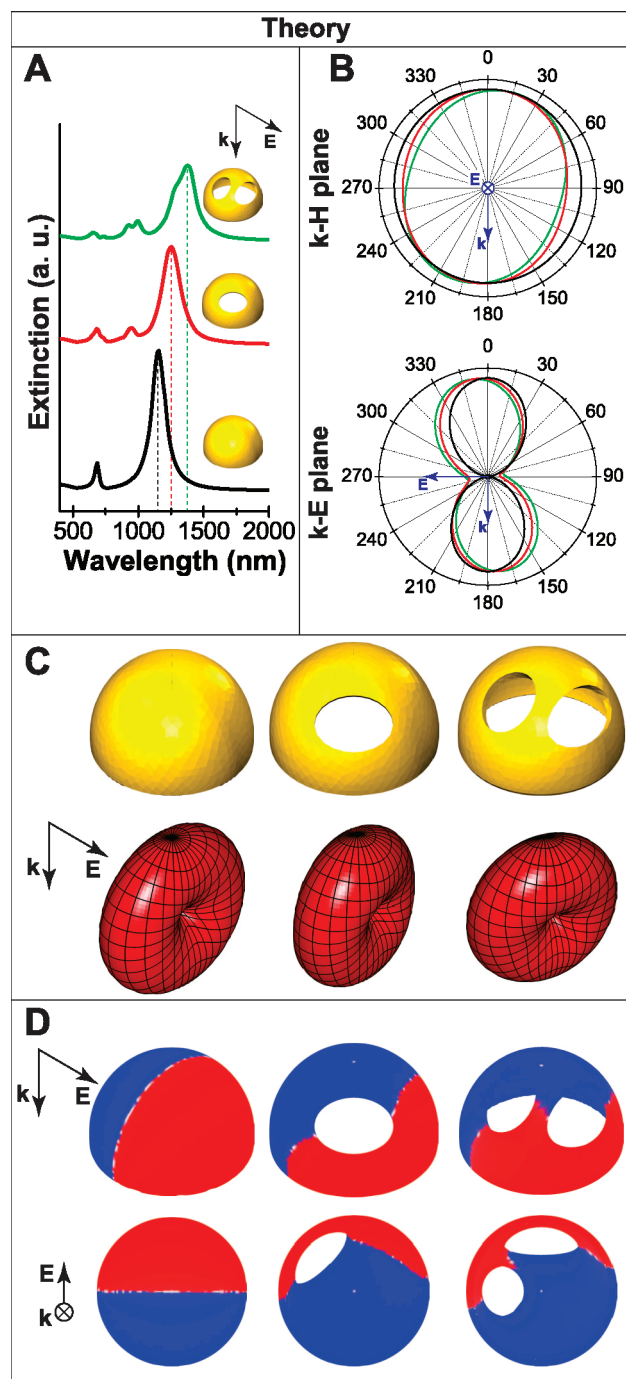 Theory
A
k
E
Extinction (a. u.)
500 1000 1500 2000
Wavelength (nm)
B
k-H plane
0
330 30
300 60
270 90
240 120
210 150
180
E
k
k-E plane
0
330 30
300 60
270 90
240 120
210 150
180
E
k
C
k
E
D
k
E
E
k